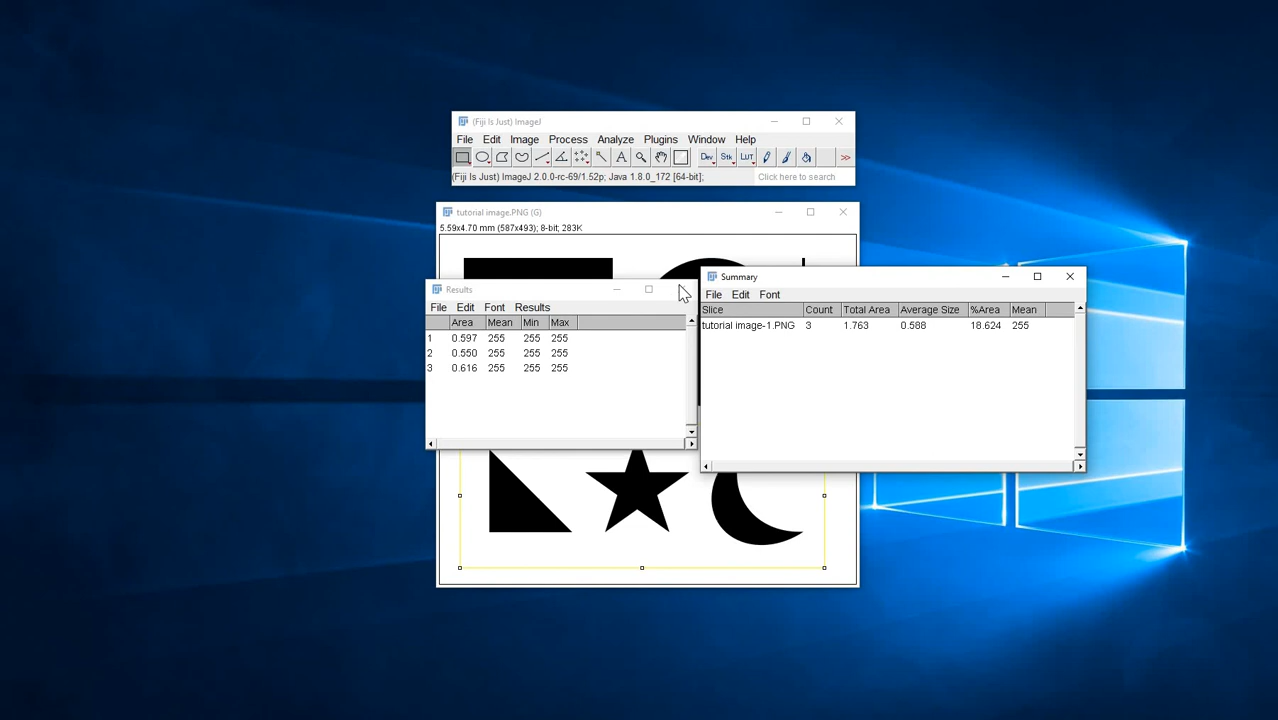 (Fiji Is Just) ImageJ
File Edit Image Process Analyze Plugins Window Help
A Dev Stk LUT >>
(Fiji Is Just) ImageJ 2.0.0-rc-69/1.52p; Java 1.8.0_172 [64-bit]; Click here to search
tutorial image.PNG (G)
5.59x4.70 mm (587x493); 8-bit; 283K
Results
File Edit Font Results
Area Mean Min Max
1 0.597 255 255 255
2 0.550 255 255 255
3 0.616 255 255 255
Summary
File Edit Font
Slice Count Total Area Average Size %Area Mean
tutorial image-1.PNG 3 1.763 0.588 18.624 255